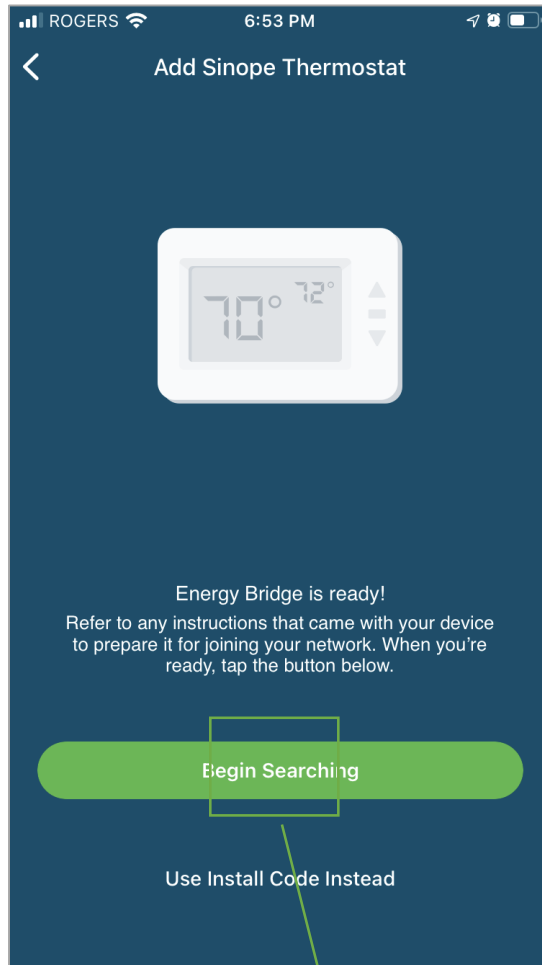 ROGERS 6:53 PM
Add Sinope Thermostat
70° 72°
Energy Bridge is ready!
Refer to any instructions that came with your device
to prepare it for joining your network. When you're
ready, tap the button below.
Begin Searching
Use Install Code Instead